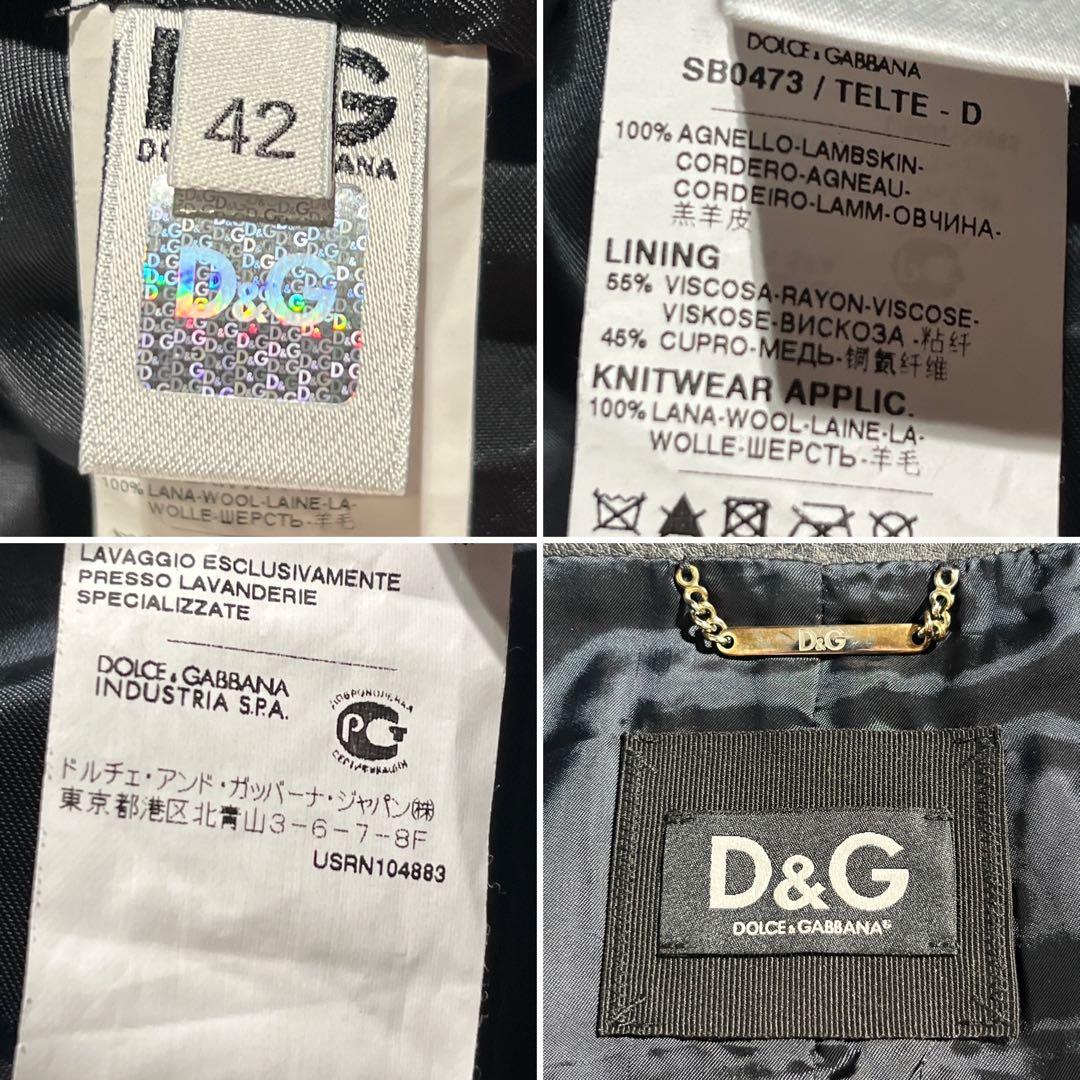 D&G
42
DOLCE & GABBANA
D&G
100% LANA-WOOL-LAINE-LA-
WOLLE-ШЕРСТЬ-羊毛
DOLCE & GABBANA
SB0473 / TELTE - D
100% AGNELLO-LAMBSKIN-
CORDERO-AGNEAU-
CORDEIRO-LAMM-ОВЧИНА-
羔羊皮
LINING
55% VISCOSA-RAYON-VISCOSE-
VISKOSE-ВИСКОЗА-粘纤
45% CUPRO-МЕДЬ-铜氨纤维
KNITWEAR APPLIC.
100% LANA-WOOL-LAINE-LA-
WOLLE-ШЕРСТЬ-羊毛
LAVAGGIO ESCLUSIVAMENTE
PRESSO LAVANDERIE
SPECIALIZZATE
DOLCE & GABBANA
INDUSTRIA S.P.A.
РСТ
ドルチェ・アンド・ガッバーナ・ジャパン㈱
東京都港区北青山3-6-7-8F
USRN104883
D&G
D&G
DOLCE & GABBANA®